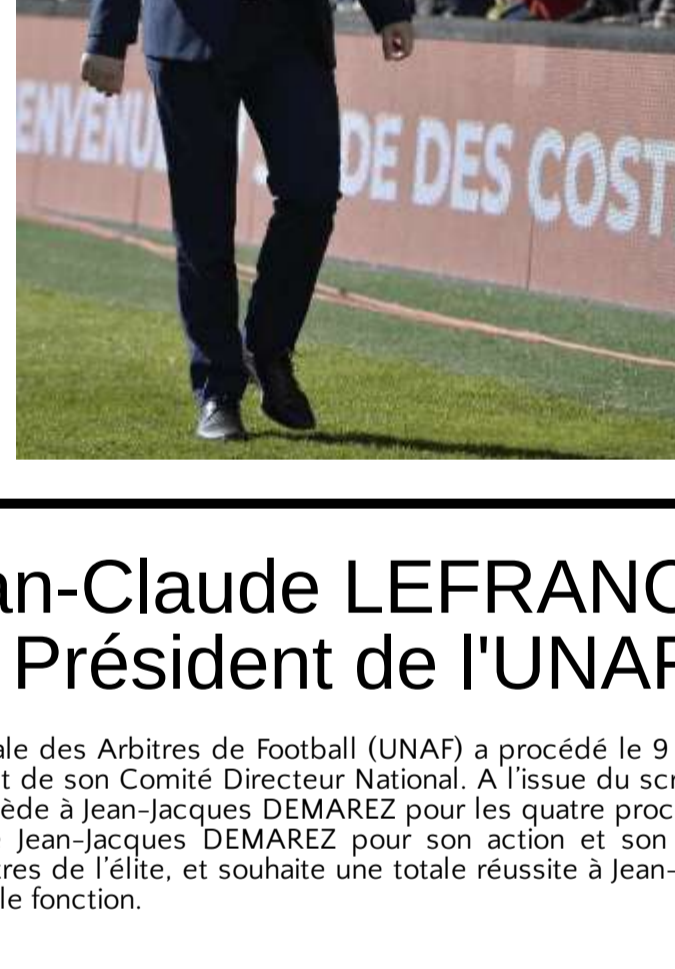 ENVENU DE DES COST
an-Claude LEFRANC
Président de l'UNAF
ale des Arbitres de Football (UNAF) a procédé le 9
t de son Comité Directeur National. A l’issue du scr
ède à Jean-Jacques DEMAREZ pour les quatre proc
Jean-Jacques DEMAREZ pour son action et son
tres de l’élite, et souhaite une totale réussite à Jean-
le fonction.